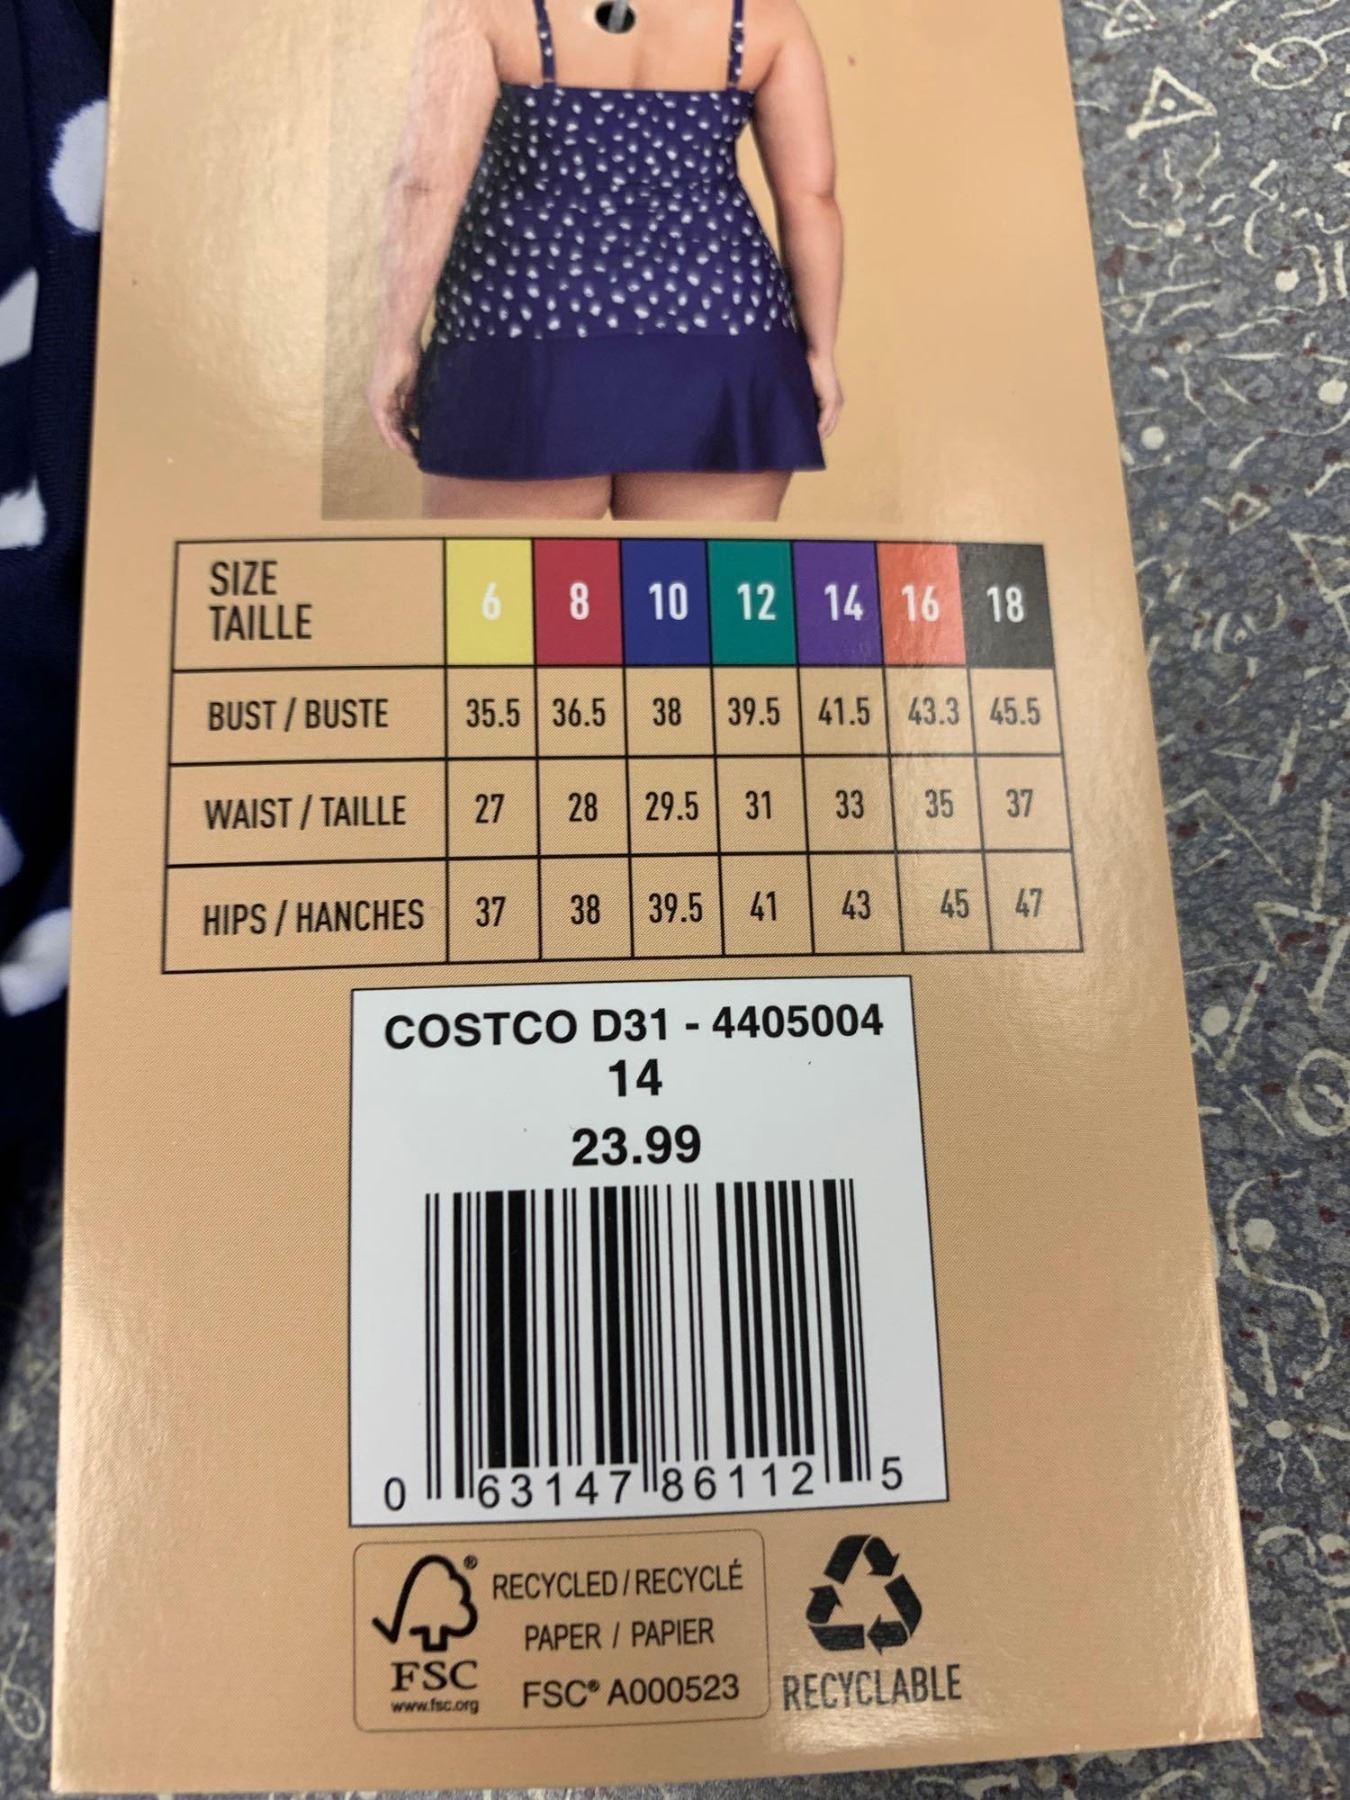 SIZE
TAILLE
6 8 10 12 14 16 18
BUST / BUSTE 35.5 36.5 38 39.5 41.5 43.3 45.5
WAIST / TAILLE 27 28 29.5 31 33 35 37
HIPS / HANCHES 37 38 39.5 41 43 45 47
COSTCO D31 - 4405004
14
23.99
0 63147 86112 5
RECYCLED / RECYCLÉ
PAPER / PAPIER
FSC® A000523
®
FSC
www.fsc.org
RECYCLABLE